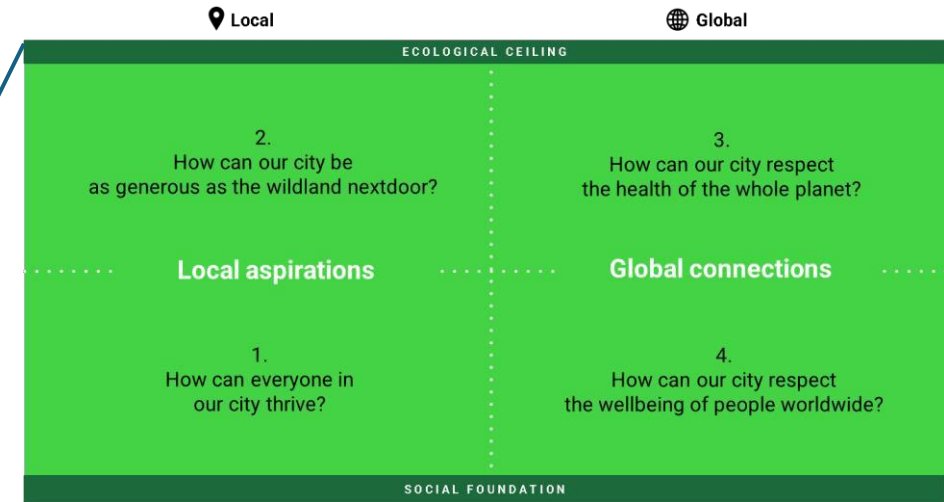 Local
Global
ECOLOGICAL CEILING
2.
How can our city be
as generous as the wildland nextdoor?
3.
How can our city respect
the health of the whole planet?
Local aspirations
Global connections
1.
How can everyone in
our city thrive?
4.
How can our city respect
the wellbeing of people worldwide?
SOCIAL FOUNDATION